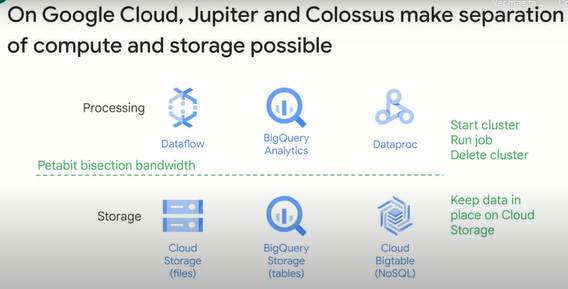 On Google Cloud, Jupiter and Colossus make separation
of compute and storage possible
Processing
Dataflow
BigQuery
Analytics
Dataproc
Start cluster
Run job
Delete cluster
Petabit bisection bandwidth
Storage
Cloud
Storage
(files)
BigQuery
Storage
(tables)
Cloud
Bigtable
(NoSQL)
Keep data in
place on Cloud
Storage